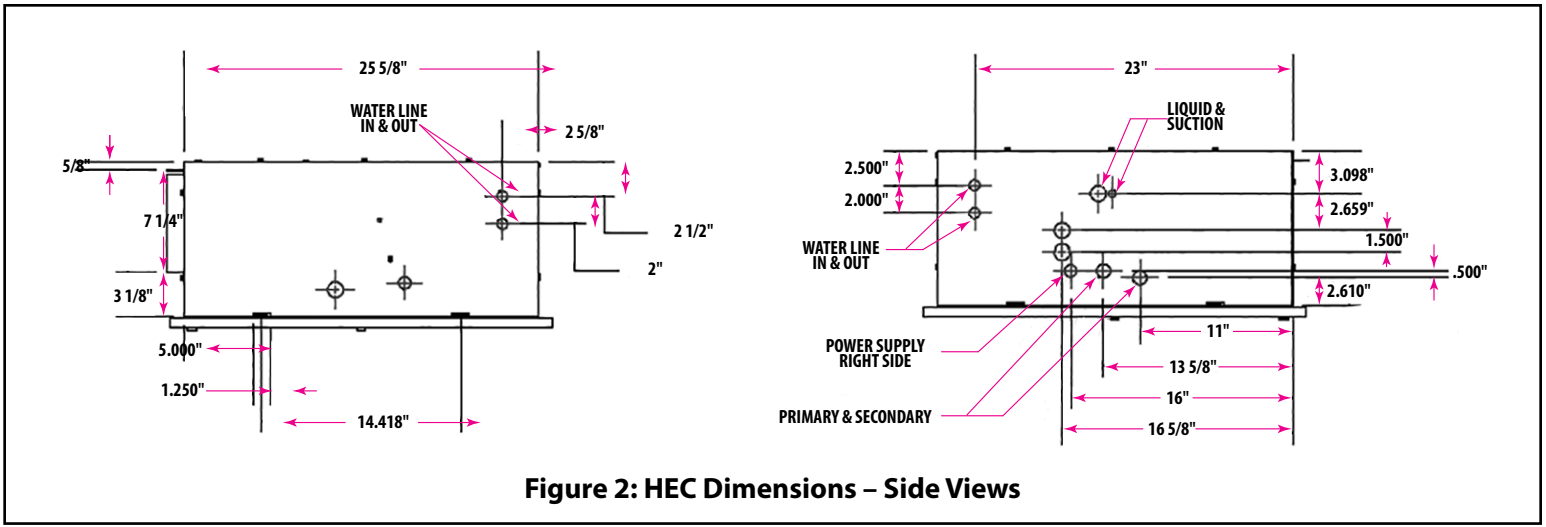 25 5/8"
WATER LINE
IN & OUT
2 5/8"
5/8"
7 1/4"
3 1/8"
2 1/2"
2"
5.000"
1.250"
14.418"
23"
LIQUID &
SUCTION
2.500"
2.000"
3.098"
2.659"
1.500"
.500"
2.610"
WATER LINE
IN & OUT
POWER SUPPLY
RIGHT SIDE
PRIMARY & SECONDARY
11"
13 5/8"
16"
16 5/8"
Figure 2: HEC Dimensions – Side Views